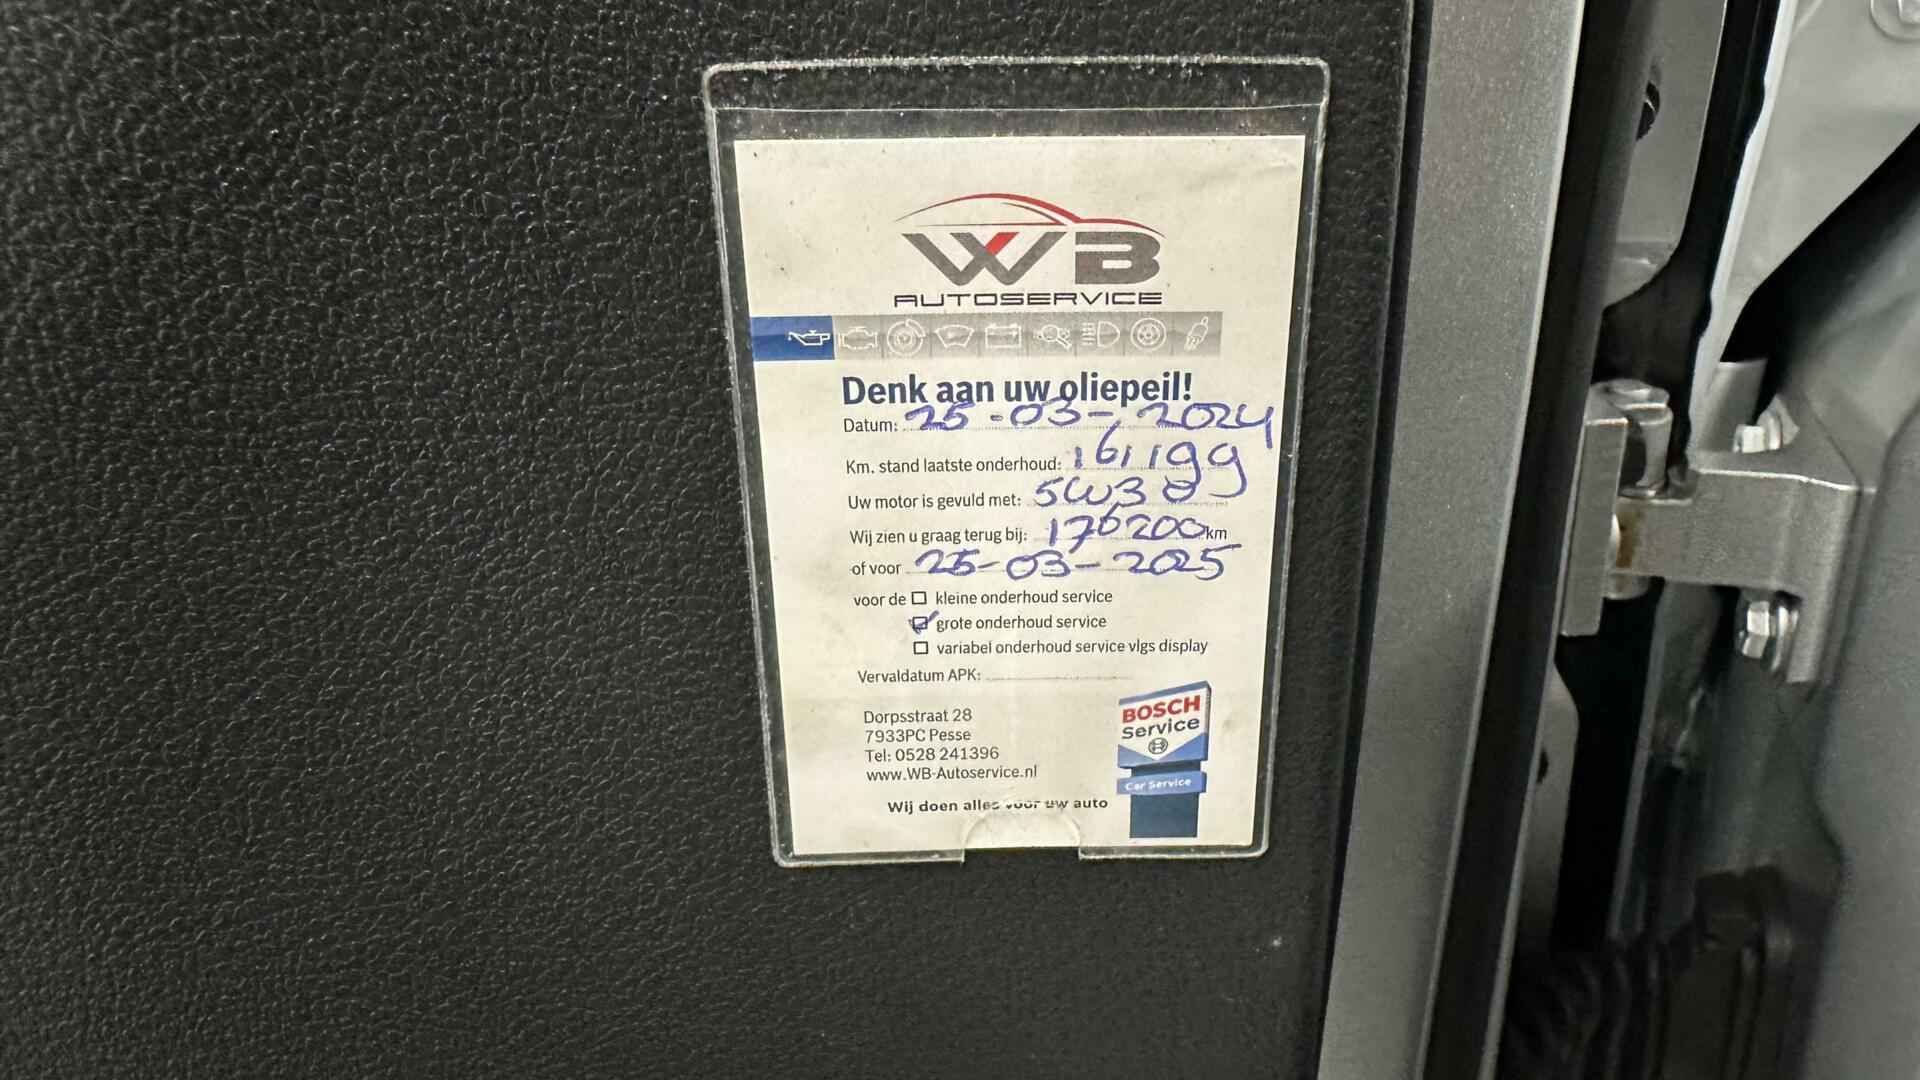 WB
AUTOSERVICE
Denk aan uw oliepeil!
Datum: 25-03-2024
Km. stand laatste onderhoud: 161199
Uw motor is gevuld met: 5W30
Wij zien u graag terug bij: 176200 km
of voor 25-03-2025
voor de kleine onderhoud service
grote onderhoud service
variabel onderhoud service vlgs display
Vervaldatum APK:
Dorpsstraat 28
7933PC Pesse
Tel: 0528 241396
www.WB-Autoservice.nl
Wij doen alles voor uw auto
BOSCH
Service
Car Service